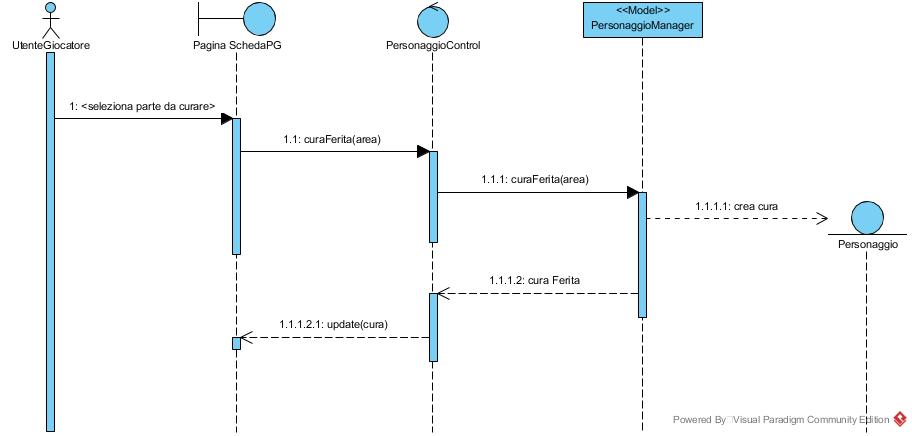 <<Model>>
UtenteGiocatore
Pagina SchedaPG
PersonaggioControl
PersonaggioManager
1: <seleziona parte da curare>
1.1: curaFerita(area)
1.1.1: curaFerita(area)
1.1.1.1: crea cura
Personaggio
1.1.1.2: cura Ferita
1.1.1.2.1: update(cura)
Powered By Visual Paradigm Community Edition